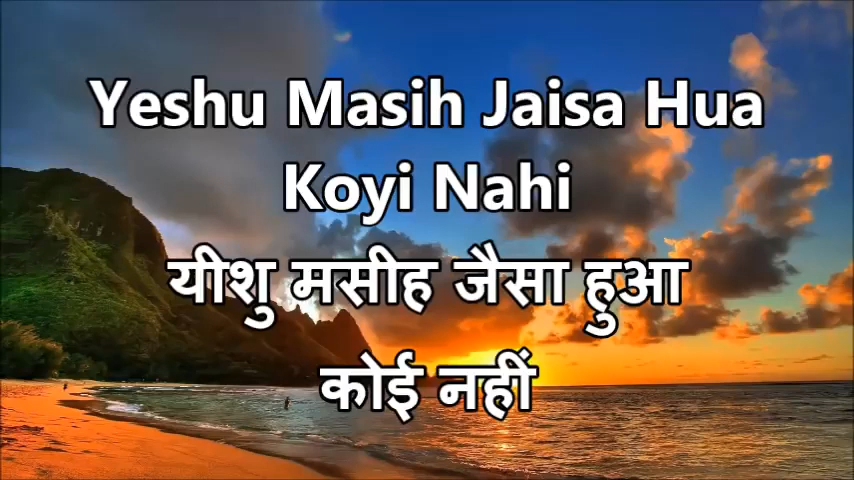 Yeshu Masih Jaisa Hua
Koyi Nahi
यीशु मसीह जैसा हुआ
कोई नहीं